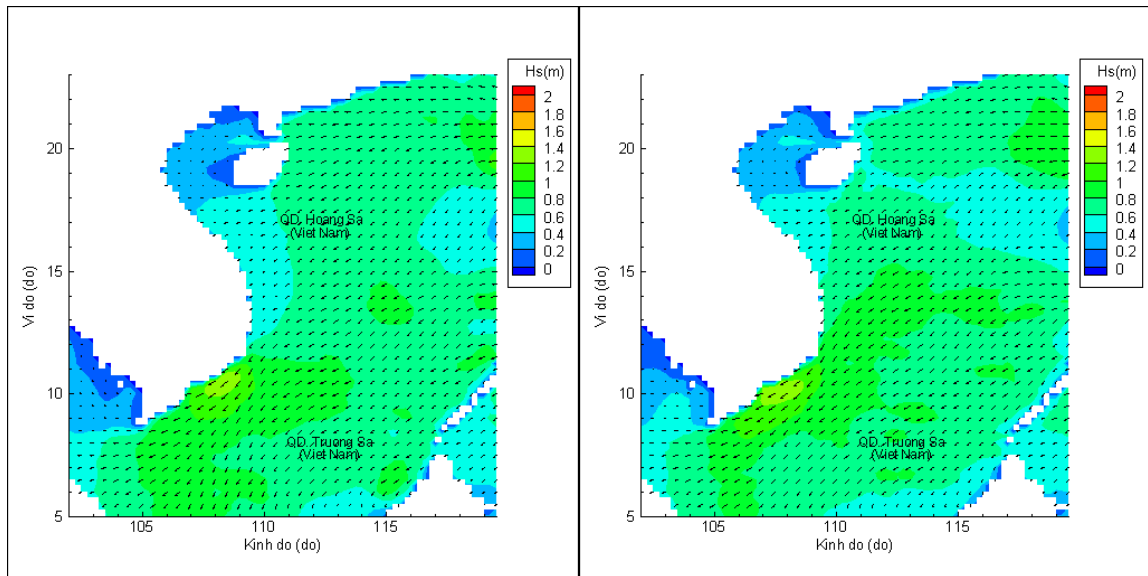 Hs(m)
2
1.8
1.6
1.4
1.2
1
0.8
0.6
0.4
0.2
0
20
15
10
5
Vi do (do)
QD. Hoang Sa
(Viet Nam)
QD. Truong Sa
(Viet Nam)
105
110
115
Kinh do (do)
Hs(m)
2
1.8
1.6
1.4
1.2
1
0.8
0.6
0.4
0.2
0
20
15
10
5
Vi do (do)
QD. Hoang Sa
(Viet Nam)
QD. Truong Sa
(Viet Nam)
105
110
115
Kinh do (do)